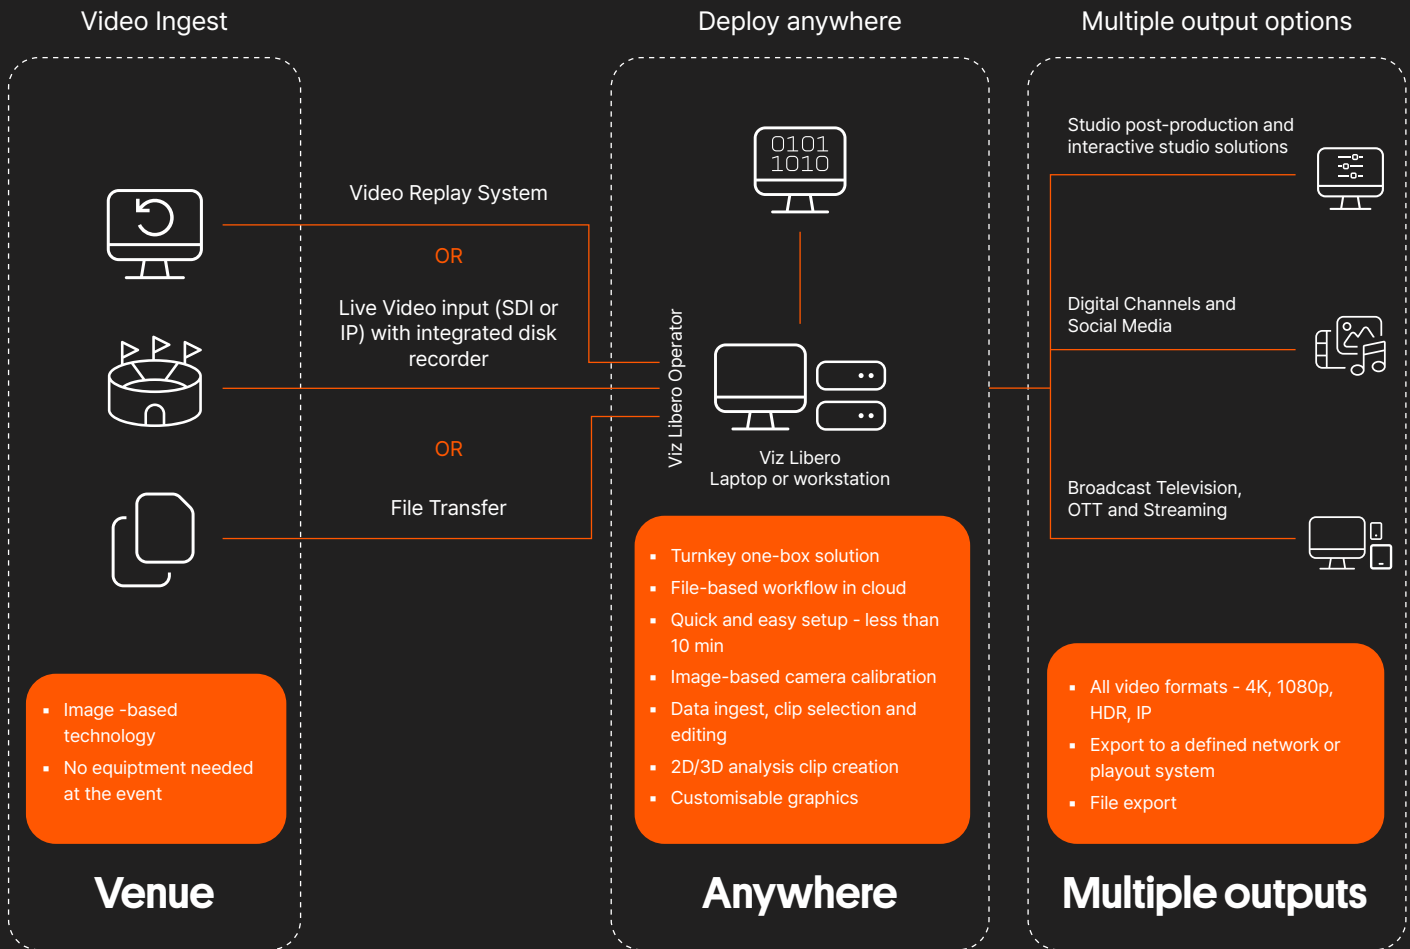 Video Ingest
Deploy anywhere
Multiple output options
Video Replay System
OR
Live Video input (SDI or
IP) with integrated disk
recorder
OR
File Transfer
Image -based
technology
No equiptment needed
at the event
Venue
0101
1010
Viz Libero Operator
Viz Libero
Laptop or workstation
Turnkey one-box solution
File-based workflow in cloud
Quick and easy setup - less than
10 min
Image-based camera calibration
Data ingest, clip selection and
editing
2D/3D analysis clip creation
Customisable graphics
Anywhere
Studio post-production and
interactive studio solutions
Digital Channels and
Social Media
Broadcast Television,
OTT and Streaming
All video formats - 4K, 1080p,
HDR, IP
Export to a defined network or
playout system
File export
Multiple outputs